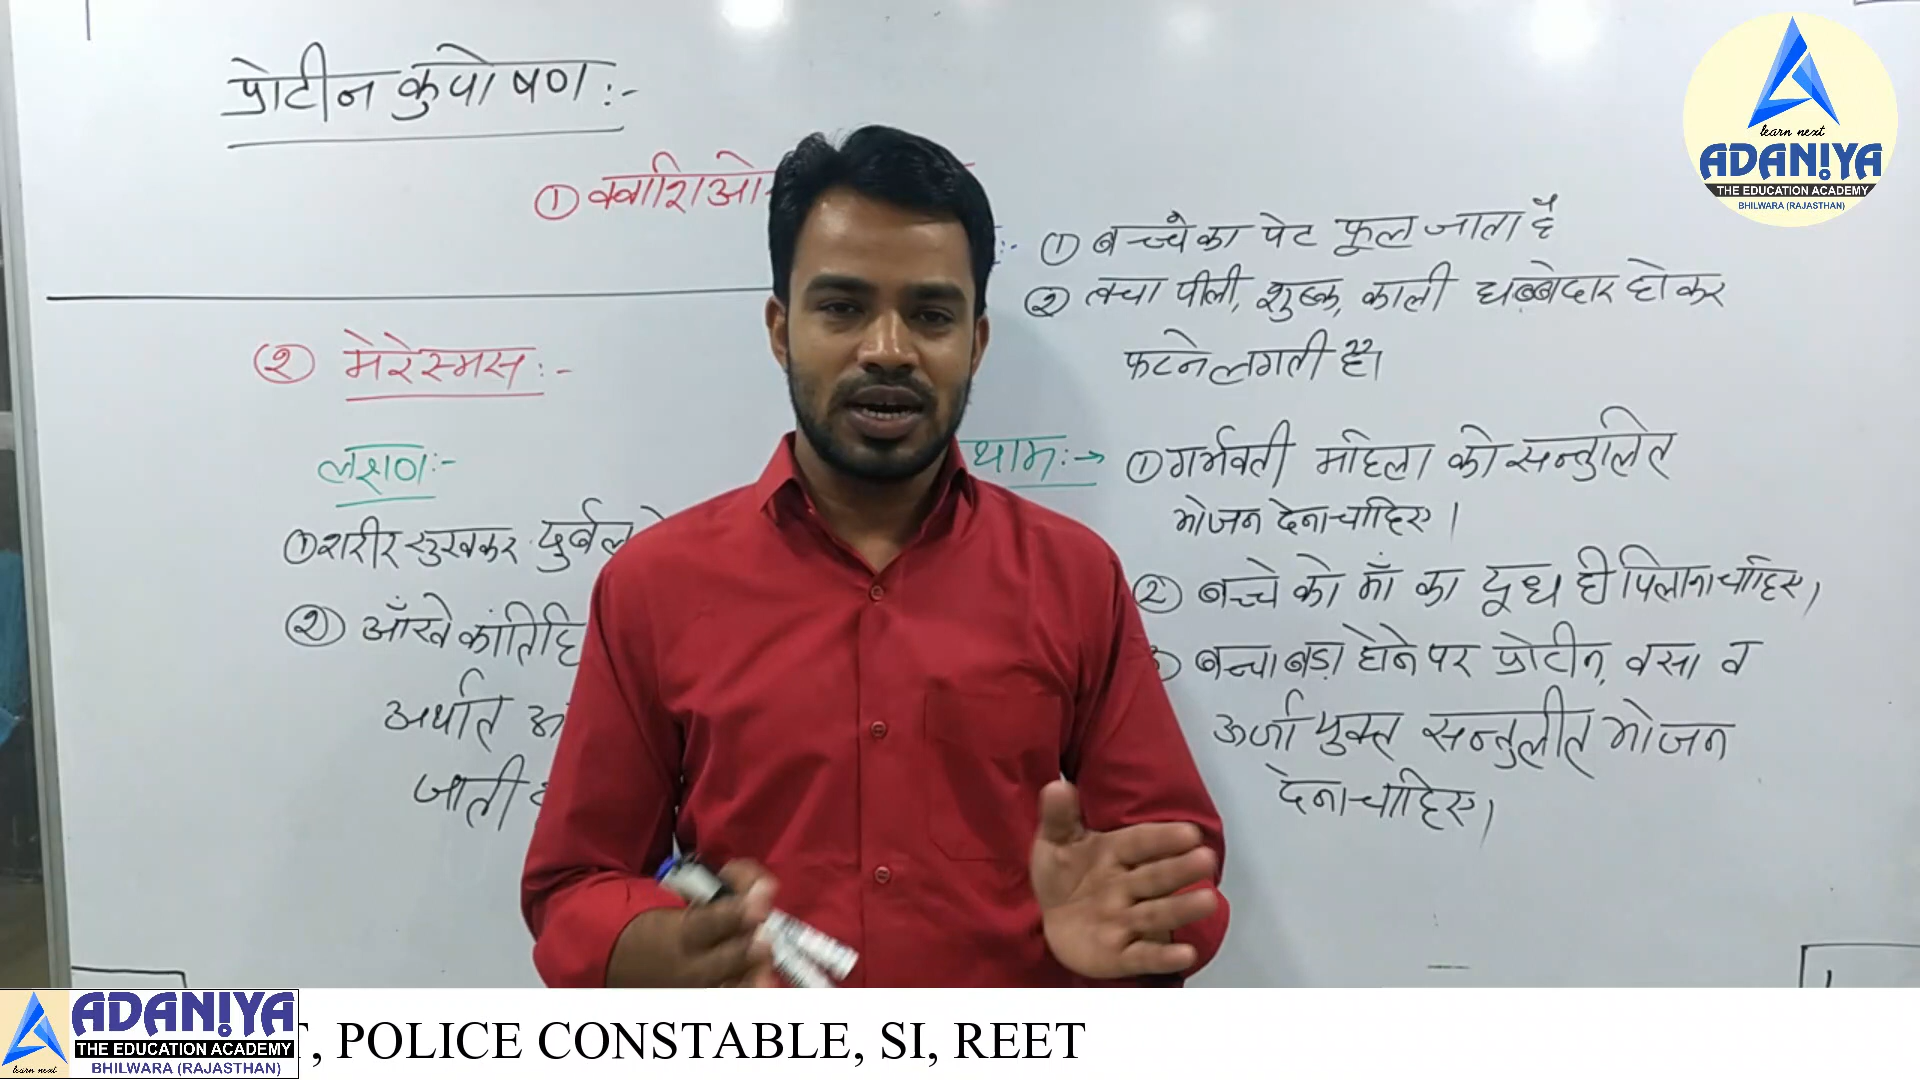 प्रोटीन कुपोषण :-
① क्वाशिओ
① बच्चे का पेट फुल जाता है
② त्वचा पीली, शुष्क, काली धब्बेदार होकर
फटने लगती है।
② मेरेस्मस :-
लक्षण :-
① शरीर सुखकर दुर्बल
② आँखे कांतिहि
अर्थात
जाती
थाम :→ ① गर्भवती महिला को सन्तुलित
भोजन देना चाहिए।
② बच्चे को माँ का दूध ही पिलाना चाहिए।
बच्चा बड़ा होने पर प्रोटीन, वसा व
ऊर्जा युक्त सन्तुलीत भोजन
देना चाहिए।
learn next
ADANIYA
THE EDUCATION ACADEMY
BHILWARA (RAJASTHAN)
learn next
ADANIYA
THE EDUCATION ACADEMY
BHILWARA (RAJASTHAN)
, POLICE CONSTABLE, SI, REET